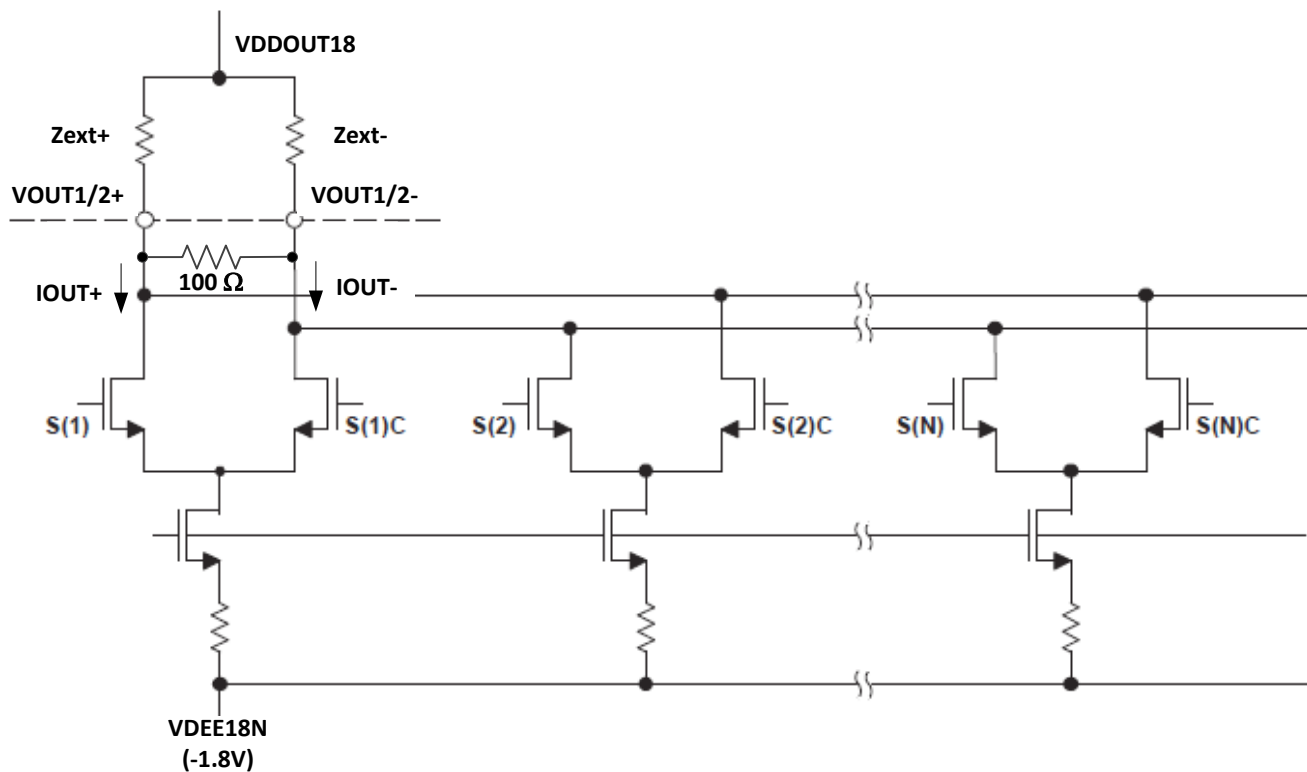 VDDOUT18
Zext+ Zext-
VOUT1/2+ VOUT1/2-
100 Ω
IOUT+ IOUT-
S(1) S(1)C S(2) S(2)C S(N) S(N)C
VDEE18N
(-1.8V)